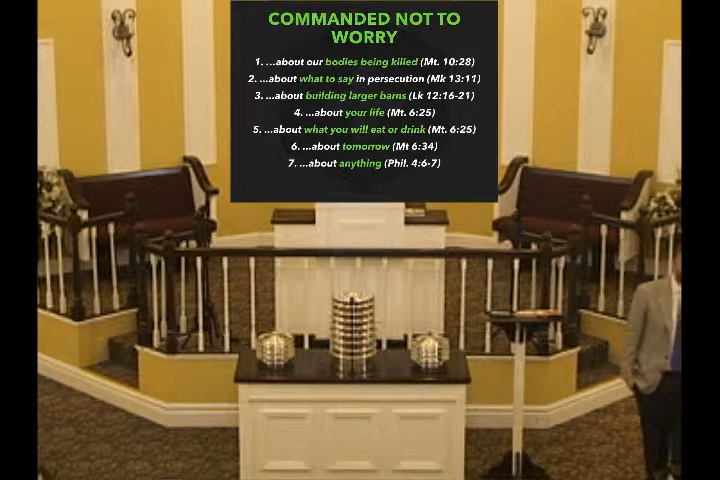 COMMANDED NOT TO
WORRY
1. ...about our bodies being killed (Mt. 10:28)
2. ...about what to say in persecution (Mk 13:11)
3. ...about building larger barns (Lk 12:16-21)
4. ...about your life (Mt. 6:25)
5. ...about what you will eat or drink (Mt. 6:25)
6. ...about tomorrow (Mt 6:34)
7. ...about anything (Phil. 4:6-7)